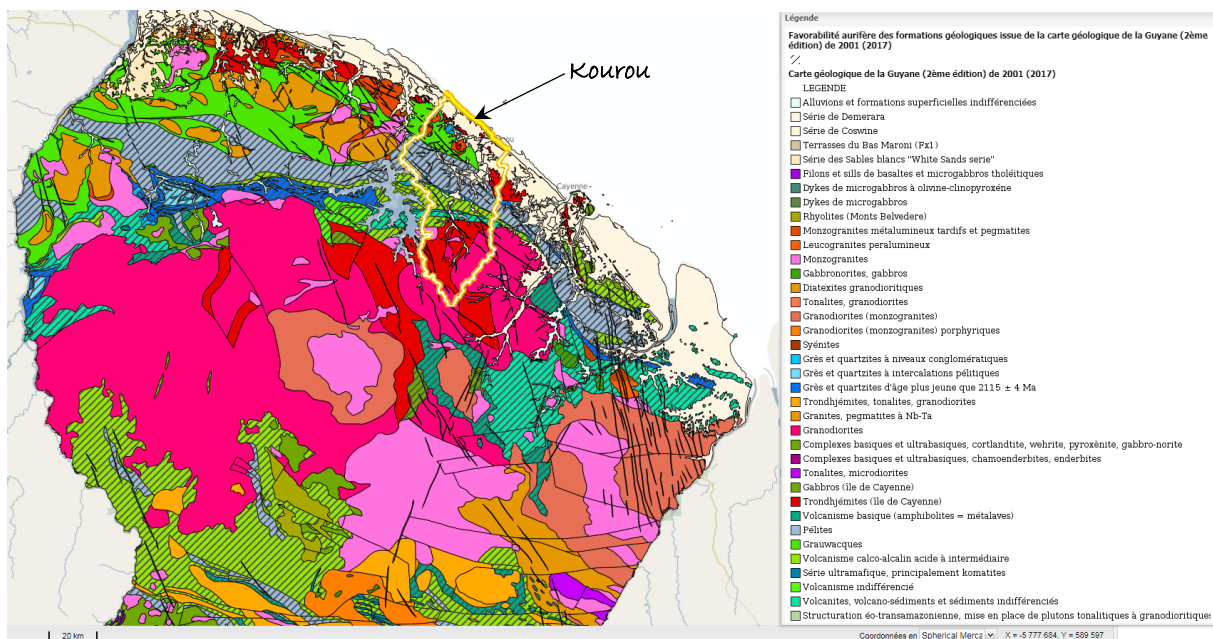 Kourou
rou
Cayenne
Légende
Favorabilité aurifère des formations géologiques issue de la carte géologique de la Guyane (2ème
édition) de 2001 (2017)
Carte géologique de la Guyane (2ème édition) de 2001 (2017)
LEGENDE
Alluvions et formations superficielles indifférenciées
Série de Demerara
Série de Coswine
Terrasses du Bas Maroni (Fx1)
Série des Sables blancs "White Sands serie"
Filons et sills de basaltes et microgabbros tholéitiques
Dykes de microgabbros à olivine-clinopyroxéne
Dykes de microgabbros
Rhyolites (Monts Belvedere)
Monzogranites métalumineux tardifs et pegmatites
Leucogranites peralumineux
Monzogranites
Gabbronorites, gabbros
Diatexites granodioritiques
Tonalites, granodiorites
Granodiorites (monzogranites)
Granodiorites (monzogranites) porphyriques
Syénites
Grès et quartzites à niveaux conglomératiques
Grès et quartzites à intercalations pélitiques
Grès et quartzites d'âge plus jeune que 2115 ± 4 Ma
Trondhjémites, tonalites, granodiorites
Granites, pegmatites à Nb-Ta
Granodiorites
Complexes basiques et ultrabasiques, cortlandtite, wehrite, pyroxènite, gabbro-norite
Complexes basiques et ultrabasiques, chamoenderbites, enderbites
Tonalites, microdiorites
Gabbros (île de Cayenne)
Trondhjémites (île de Cayenne)
Volcanisme basique (amphibolites = métalaves)
Pélites
Grauwacques
Volcanisme calco-alcalin acide à intermédiaire
Série ultramafique, principalement komatites
Volcanisme indifférencié
Volcanites, volcano-sédiments et sédiments indifférenciés
Structuration éo-transamazonienne, mise en place de plutons tonalitiques à granodioritiques
20 km
Coordonnées en Spherical Merca X = -5 777 684, Y = 589 597